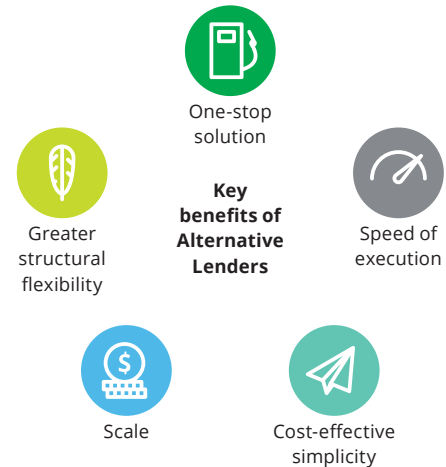 One-stop
solution
Key
benefits of
Alternative
Lenders
Greater
structural
flexibility
Speed of
execution
$
Scale
Cost-effective
simplicity